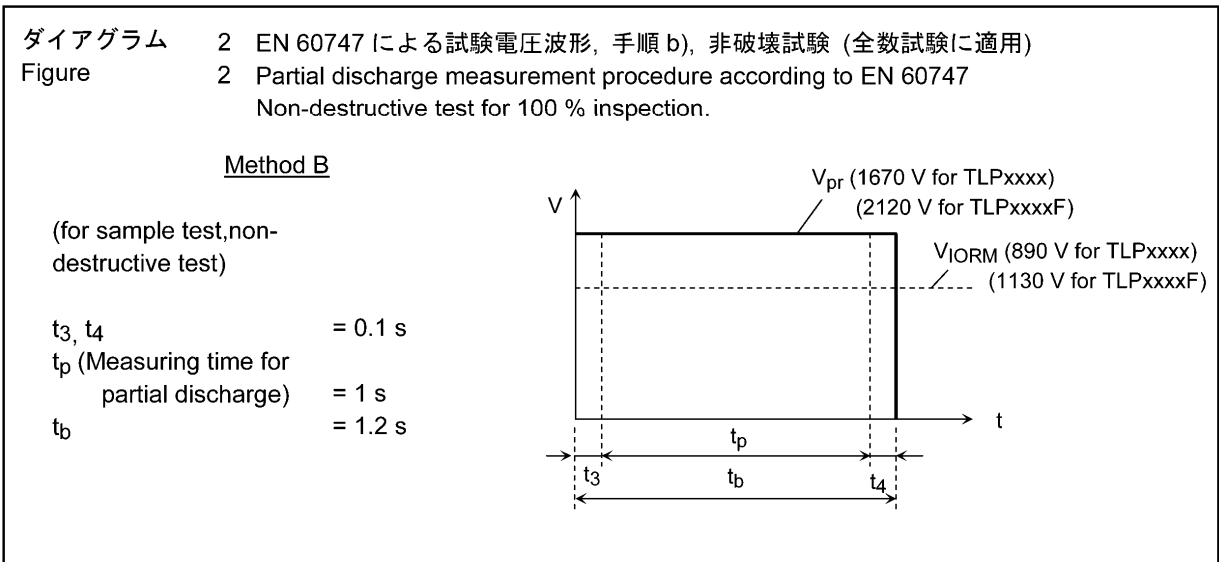 ダイアグラム 2 EN 60747 による試験電圧波形, 手順 b), 非破壊試験 (全数試験に適用)
Figure 2 Partial discharge measurement procedure according to EN 60747
Non-destructive test for 100 % inspection.
Method B
(for sample test,non-
destructive test)
t3, t4 = 0.1 s
tp (Measuring time for
partial discharge) = 1 s
tb = 1.2 s
V
Vpr (1670 V for TLPxxxx)
(2120 V for TLPxxxxF)
VIORM (890 V for TLPxxxx)
(1130 V for TLPxxxxF)
t
tp
t3 tb t4